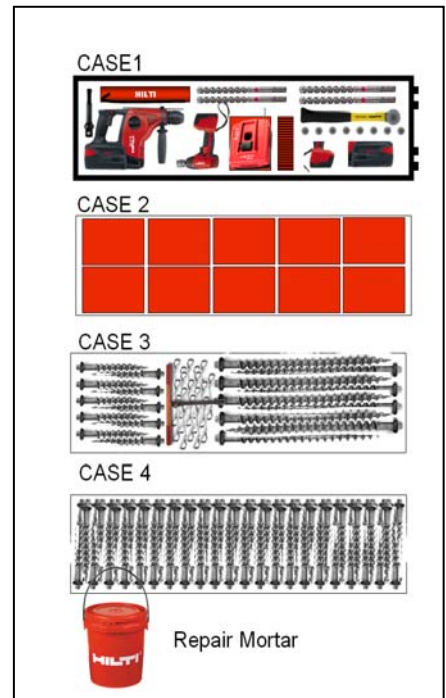 CASE1
HILTI
CASE 2
CASE 3
CASE 4
HILTI
Repair Mortar